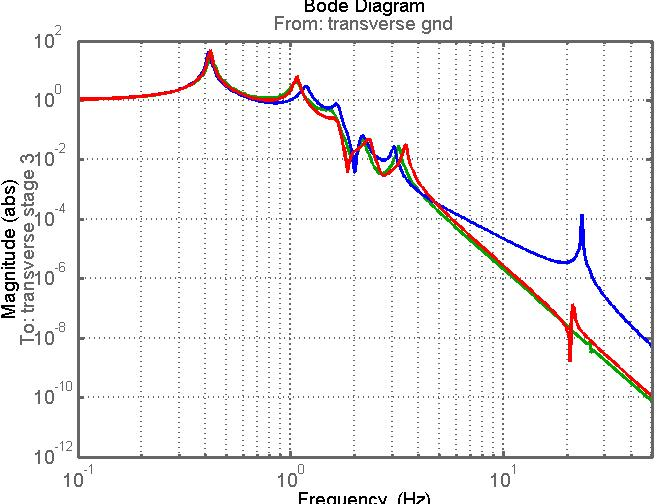 Bode Diagram
From: transverse gnd
Magnitude (abs)
To: transverse stage 3
10^2
10^0
10^-2
10^-4
10^-6
10^-8
10^-10
10^-12
10^-1
10^0
10^1
Frequency (Hz)